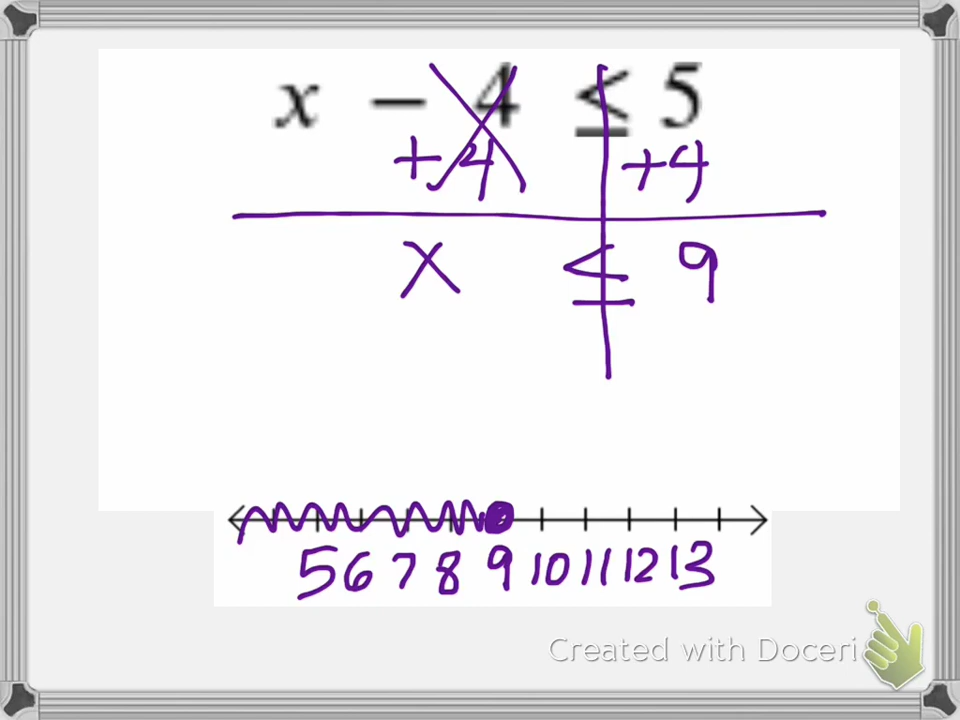 x − 4 ≤ 5
+4 +4
x ≤ 9
5 6 7 8 9 10 11 12 13
Created with Doceri